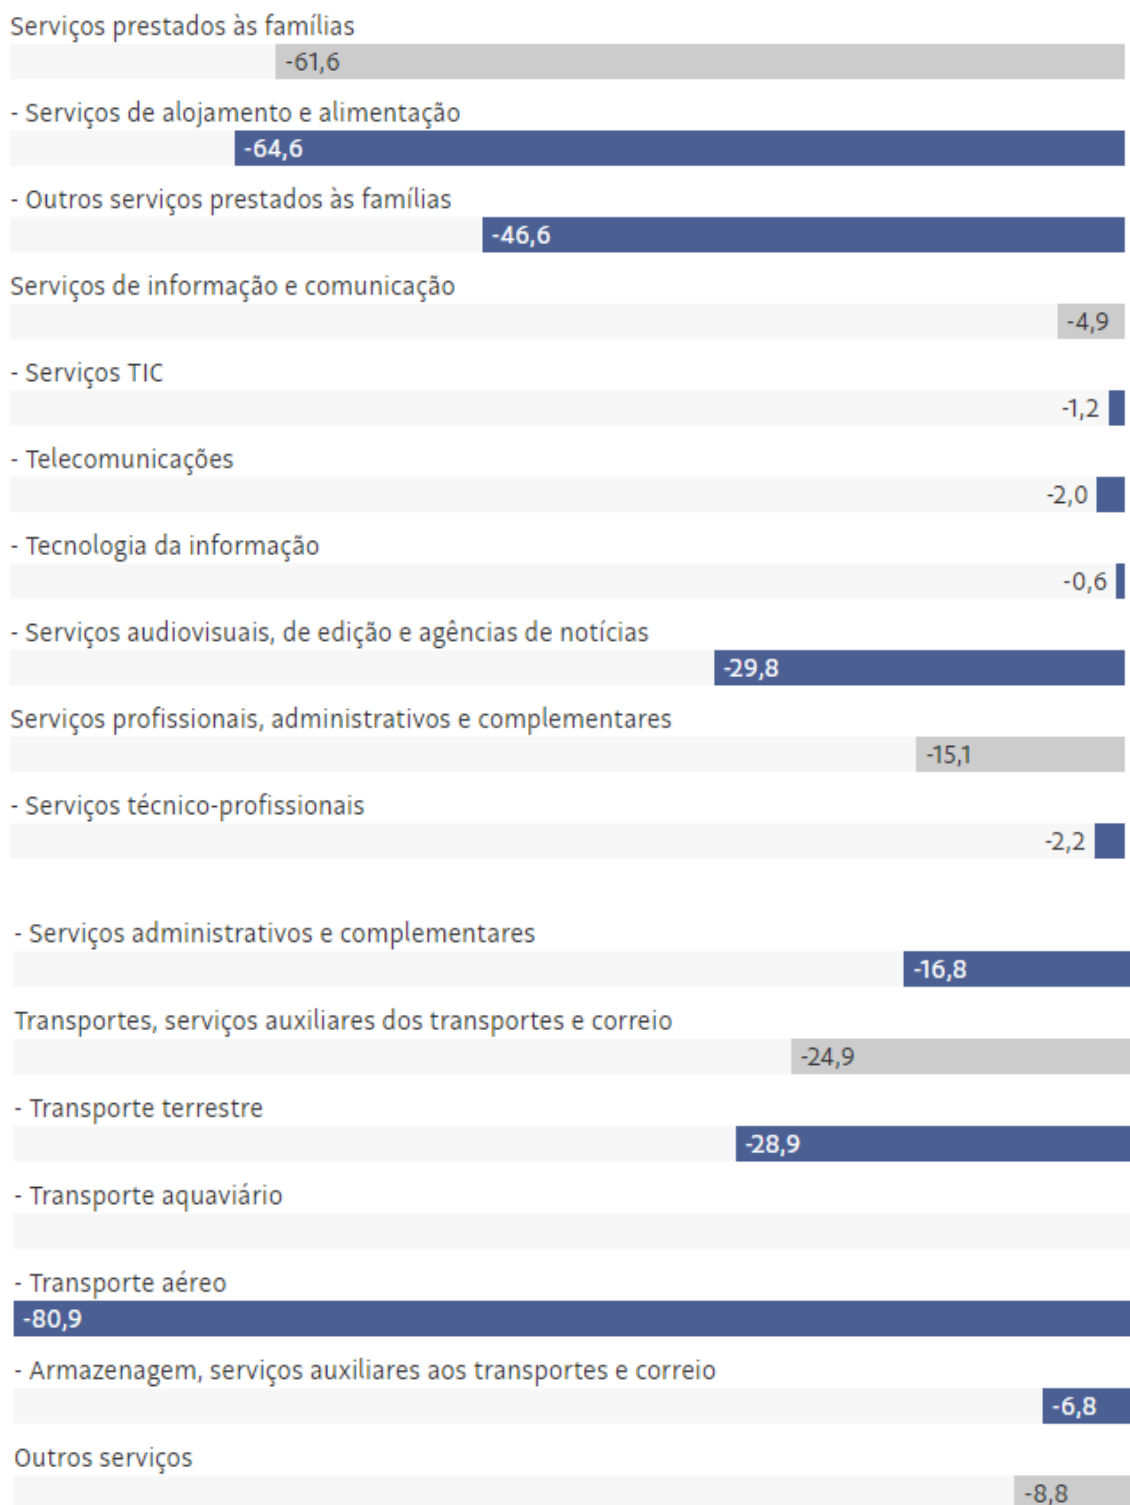 Serviços prestados às famílias
-61,6
- Serviços de alojamento e alimentação
-64,6
- Outros serviços prestados às famílias
-46,6
Serviços de informação e comunicação
-4,9
- Serviços TIC
-1,2
- Telecomunicações
-2,0
- Tecnologia da informação
-0,6
- Serviços audiovisuais, de edição e agências de notícias
-29,8
Serviços profissionais, administrativos e complementares
-15,1
- Serviços técnico-profissionais
-2,2
- Serviços administrativos e complementares
-16,8
Transportes, serviços auxiliares dos transportes e correio
-24,9
- Transporte terrestre
-28,9
- Transporte aquaviário
- Transporte aéreo
-80,9
- Armazenagem, serviços auxiliares aos transportes e correio
-6,8
Outros serviços
-8,8